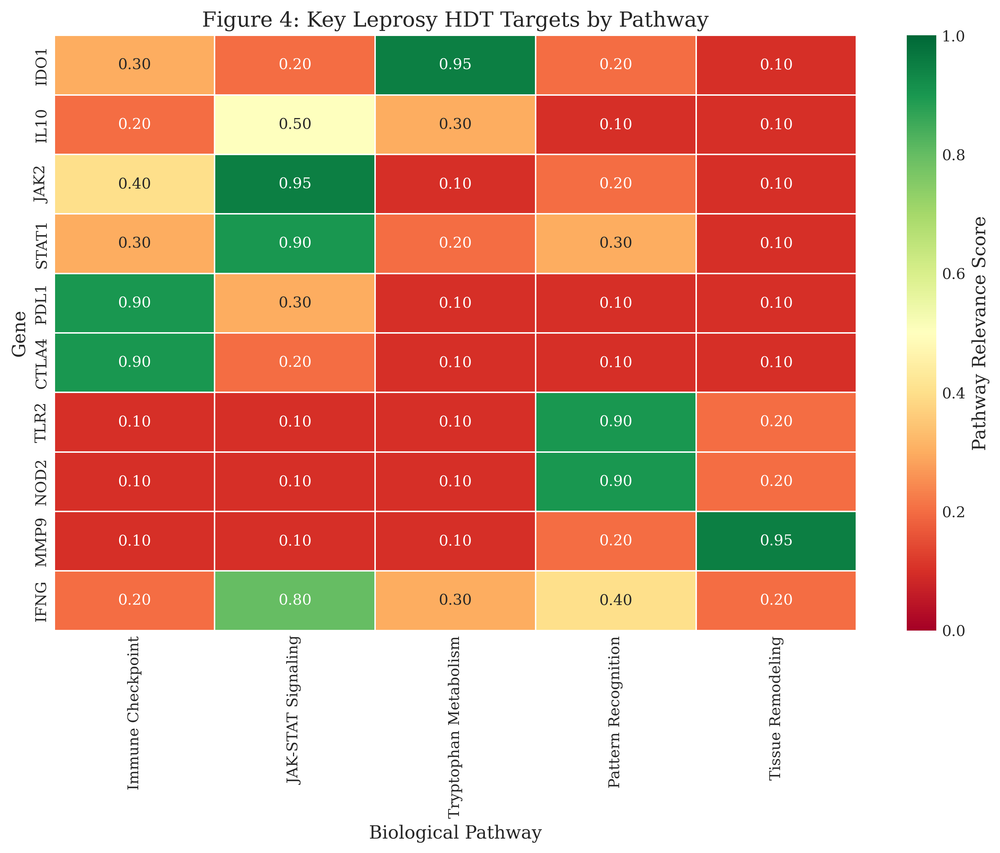 Figure 4: Key Leprosy HDT Targets by Pathway
IDO1 0.30 0.20 0.95 0.20 0.10
IL10 0.20 0.50 0.30 0.10 0.10
JAK2 0.40 0.95 0.10 0.20 0.10
STAT1 0.30 0.90 0.20 0.30 0.10
PDL1 0.90 0.30 0.10 0.10 0.10
CTLA4 0.90 0.20 0.10 0.10 0.10
TLR2 0.10 0.10 0.10 0.90 0.20
NOD2 0.10 0.10 0.10 0.90 0.20
MMP9 0.10 0.10 0.10 0.20 0.95
IFNG 0.20 0.80 0.30 0.40 0.20
Gene
Immune Checkpoint
JAK-STAT Signaling
Tryptophan Metabolism
Pattern Recognition
Tissue Remodeling
Biological Pathway
1.0
0.8
0.6
0.4
0.2
0.0
Pathway Relevance Score